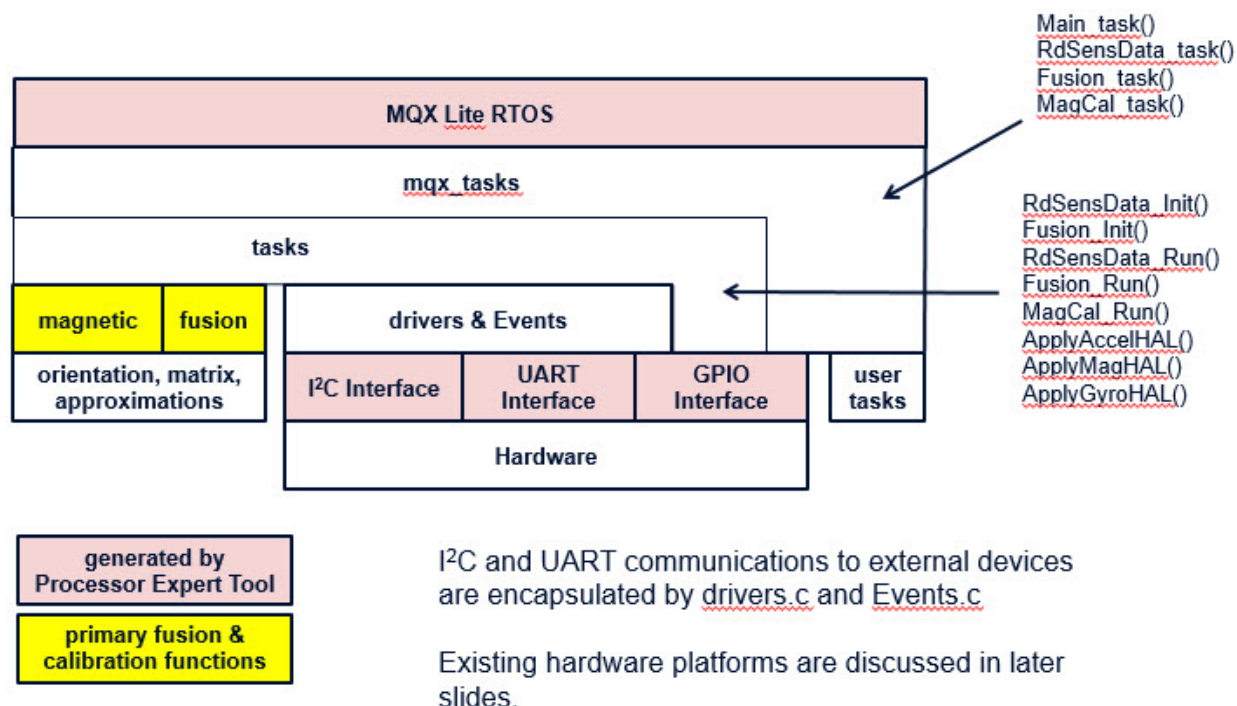 Main_task()
RdSensData_task()
Fusion_task()
MagCal_task()
MQX Lite RTOS
mqx_tasks
tasks
RdSensData_Init()
Fusion_Init()
RdSensData_Run()
Fusion_Run()
MagCal_Run()
ApplyAccelHAL()
ApplyMagHAL()
ApplyGyroHAL()
magnetic
fusion
drivers & Events
orientation, matrix,
approximations
I²C Interface
UART
Interface
GPIO
Interface
user
tasks
Hardware
generated by
Processor Expert Tool
primary fusion &
calibration functions
I²C and UART communications to external devices
are encapsulated by drivers.c and Events.c
Existing hardware platforms are discussed in later
slides.